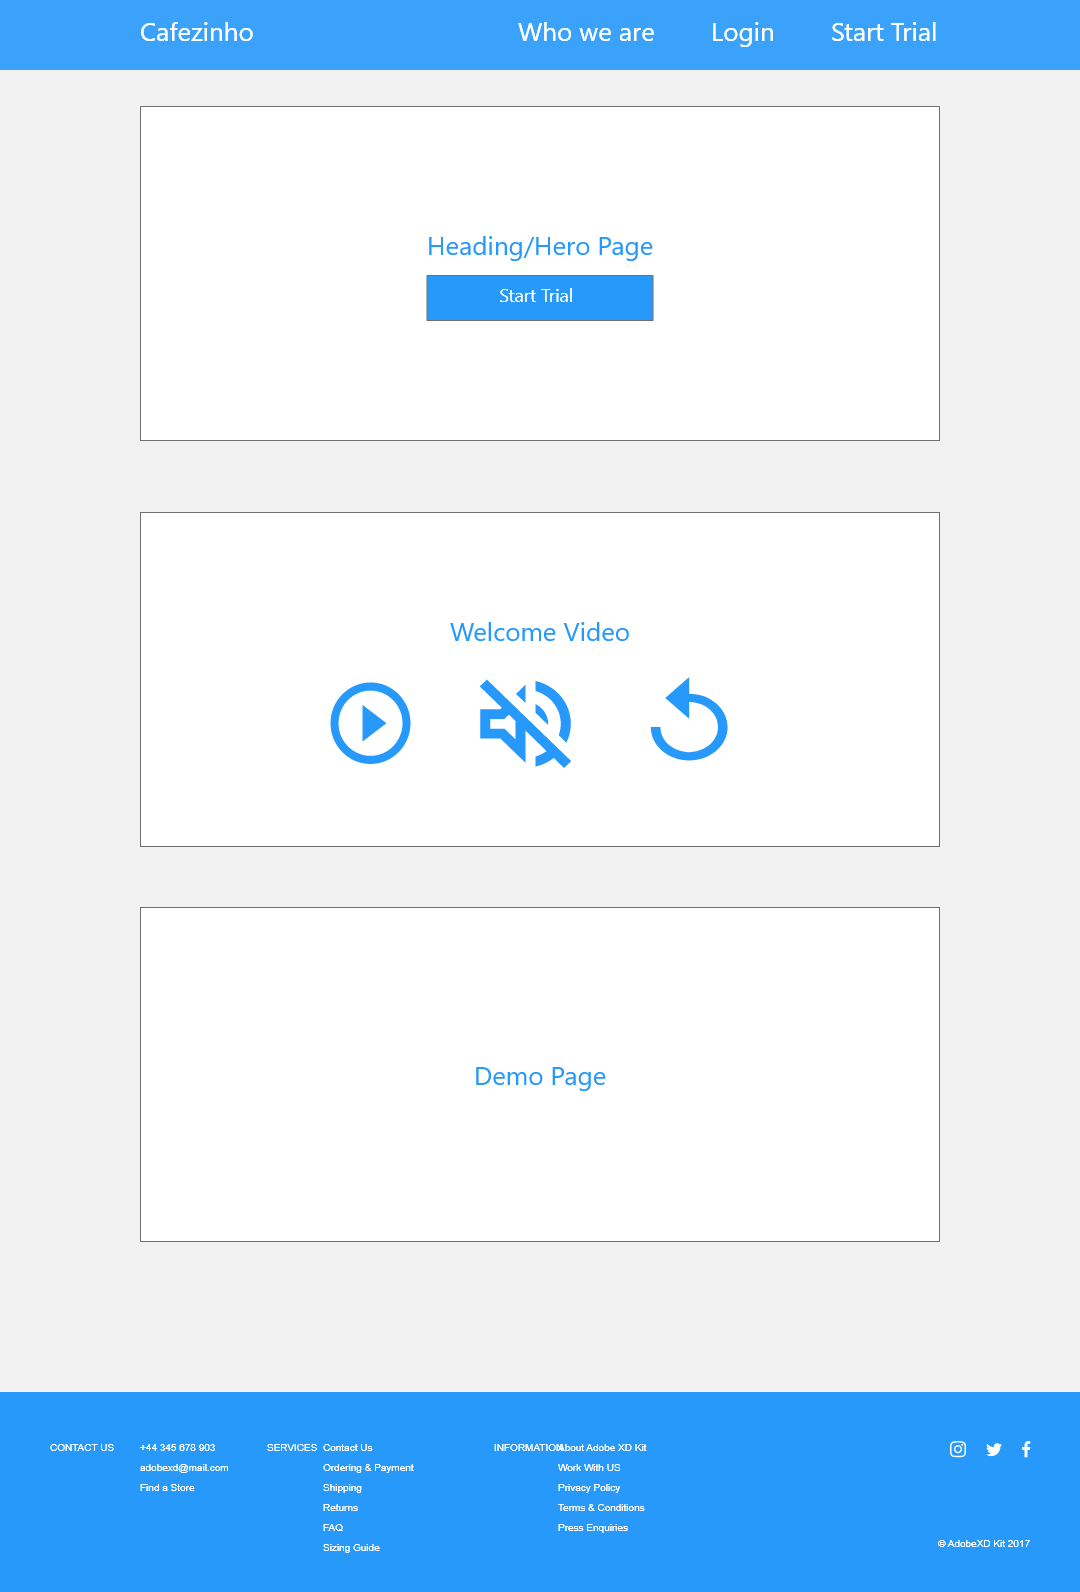 Cafezinho
Who we are
Login
Start Trial
Heading/Hero Page
Start Trial
Welcome Video
Demo Page
CONTACT US
+44 345 678 903
adobexd@mail.com
Find a Store
SERVICES
Contact Us
Ordering & Payment
Shipping
Returns
FAQ
Sizing Guide
INFORMATION
About Adobe XD Kit
Work With US
Privacy Policy
Terms & Conditions
Press Enquiries
© AdobeXD Kit 2017